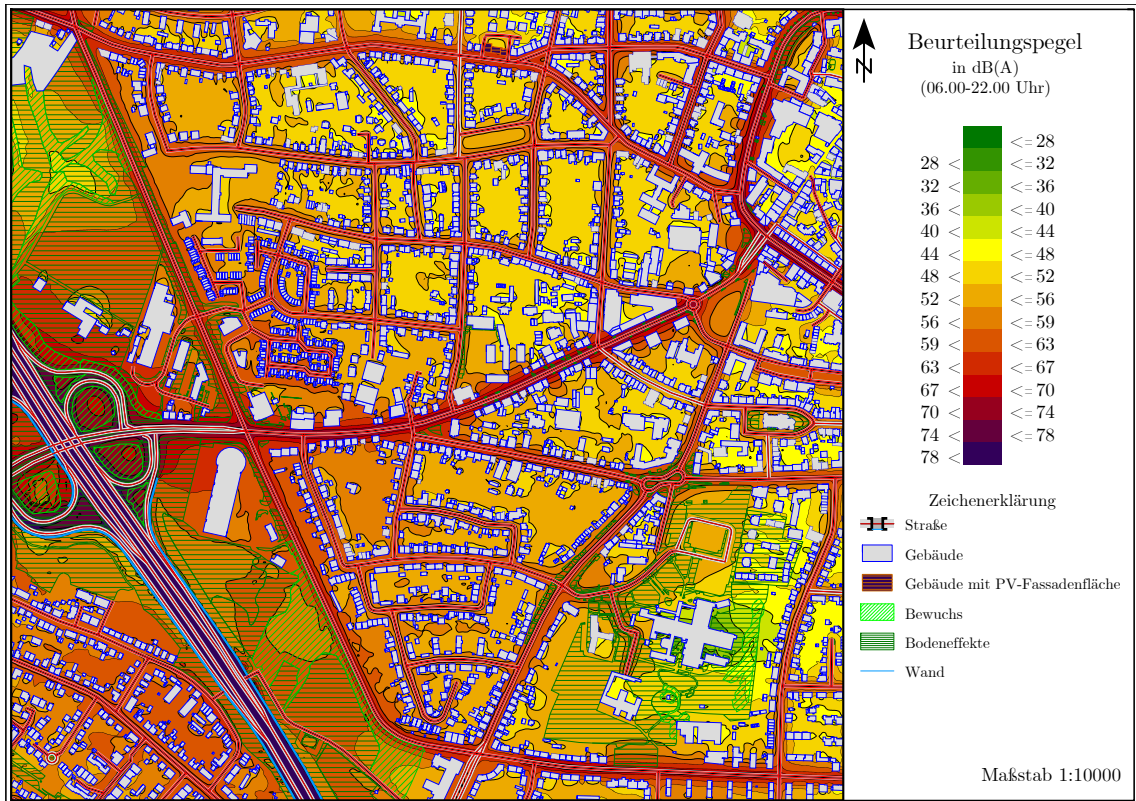 N
Beurteilungspegel
in dB(A)
(06.00-22.00 Uhr)
<= 28
28 < <= 32
32 < <= 36
36 < <= 40
40 < <= 44
44 < <= 48
48 < <= 52
52 < <= 56
56 < <= 59
59 < <= 63
63 < <= 67
67 < <= 70
70 < <= 74
74 < <= 78
78 <
Zeichenerklärung
Straße
Gebäude
Gebäude mit PV-Fassadenfläche
Bewuchs
Bodeneffekte
Wand
Maßstab 1:10000